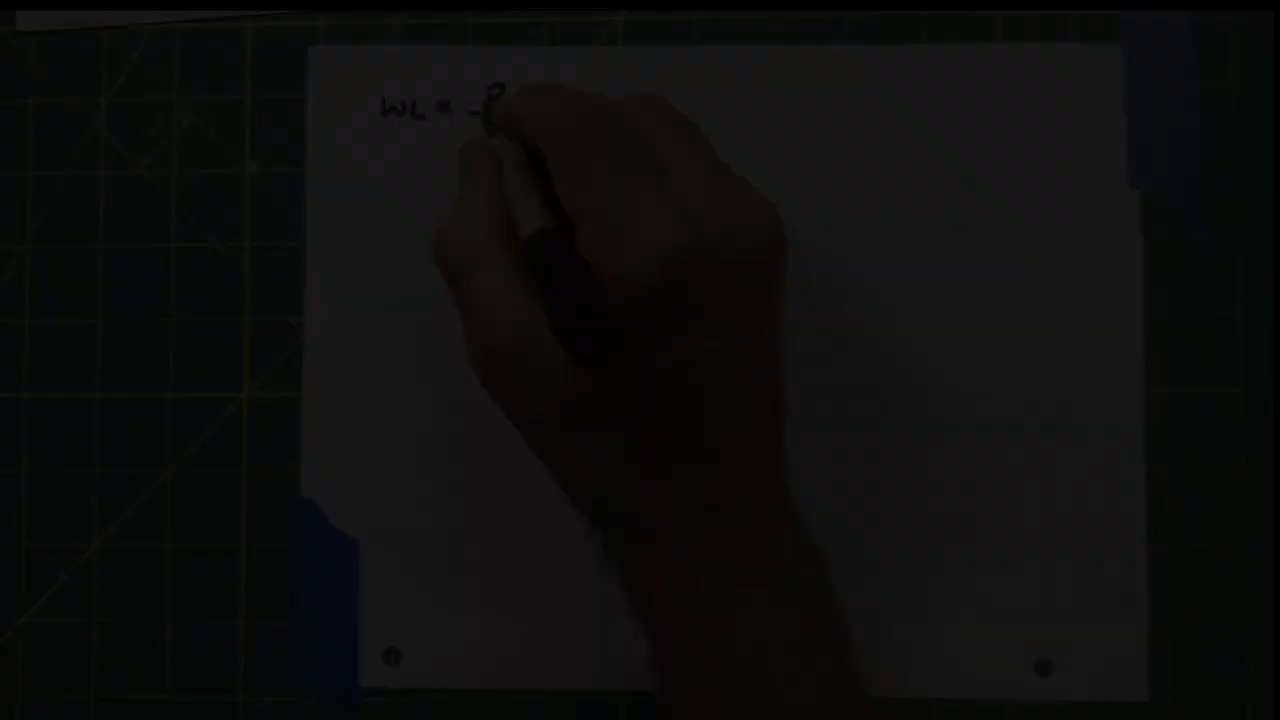 WL = -